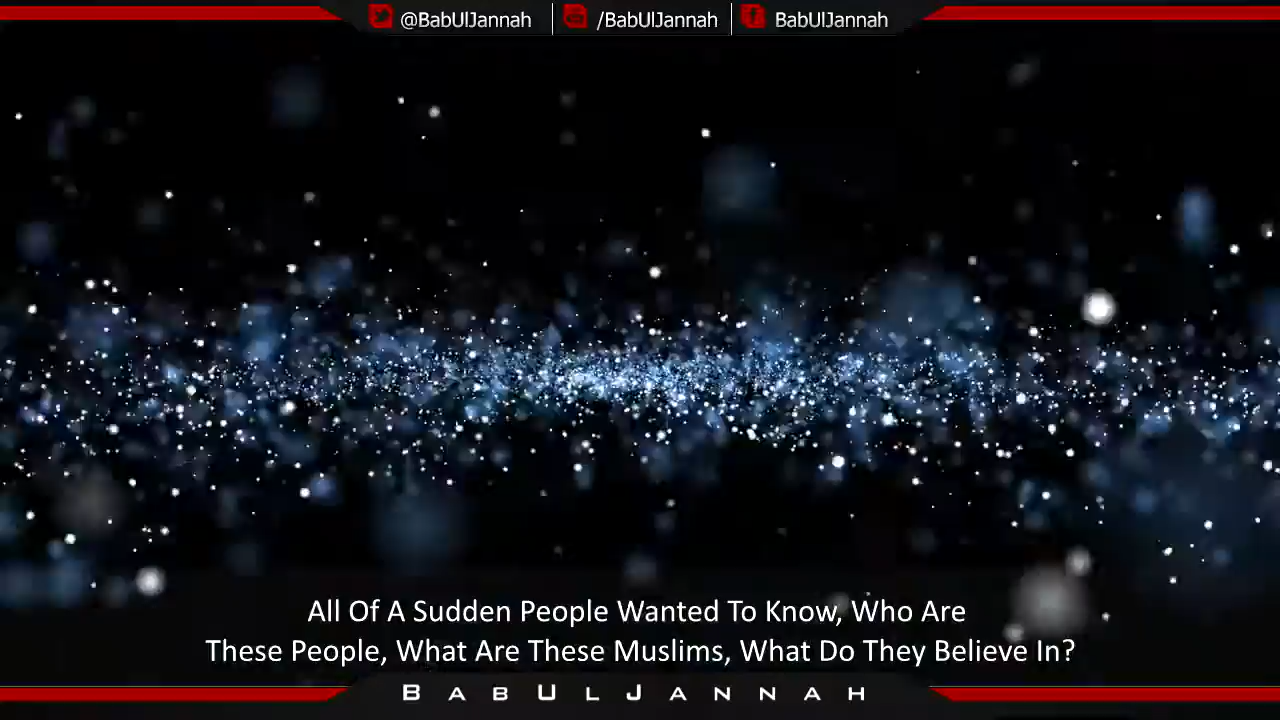 @BabUlJannah /BabUlJannah BabUlJannah
All Of A Sudden People Wanted To Know, Who Are
These People, What Are These Muslims, What Do They Believe In?
BABULJANNAH